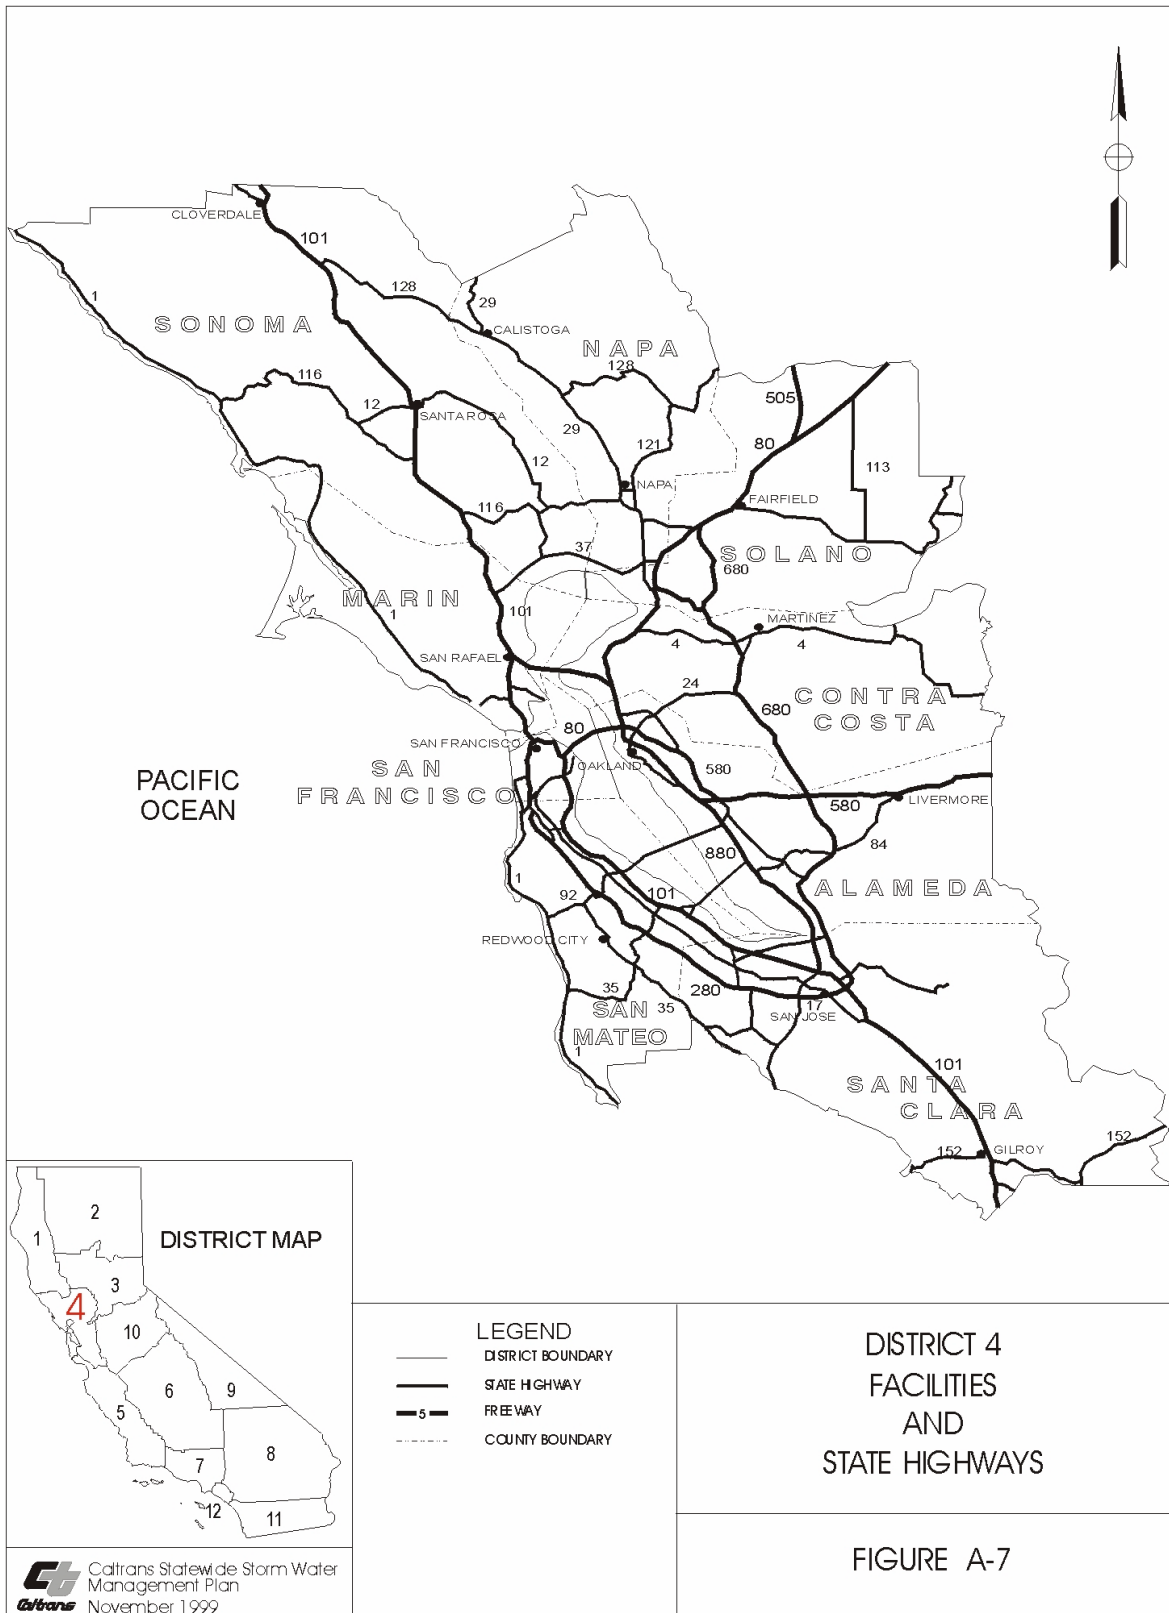 CLOVERDALE
101
1
128
29
SONOMA
CALISTOGA
NAPA
128
116
505
12
SANTA ROSA
29
121
80
12
113
NAPA
FAIRFIELD
116
37
SOLANO
680
MARIN
101
1
MARTINEZ
4
4
SAN RAFAEL
24
CONTRA
COSTA
680
80
SAN FRANCISCO
OAKLAND
580
SAN
FRANCISCO
PACIFIC
OCEAN
580
LIVERMORE
84
880
1
92
101
ALAMEDA
REDWOOD CITY
35
280
35
17
SAN
MATEO
SAN JOSE
1
101
SANTA
CLARA
152
GILROY
152
DISTRICT MAP
1
2
3
4
10
6
9
5
7
8
12
11
LEGEND
DISTRICT BOUNDARY
STATE HIGHWAY
5
FREEWAY
COUNTY BOUNDARY
DISTRICT 4
FACILITIES
AND
STATE HIGHWAYS
FIGURE A-7
Ct
Caltrans
Caltrans Statewide Storm Water
Management Plan
November 1999